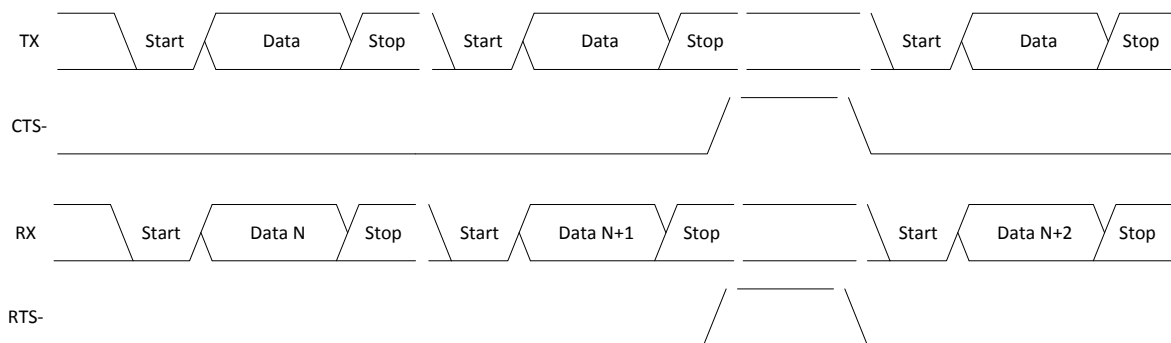 TX Start Data Stop Start Data Stop Start Data Stop
CTS-
RX Start Data N Stop Start Data N+1 Stop Start Data N+2 Stop
RTS-